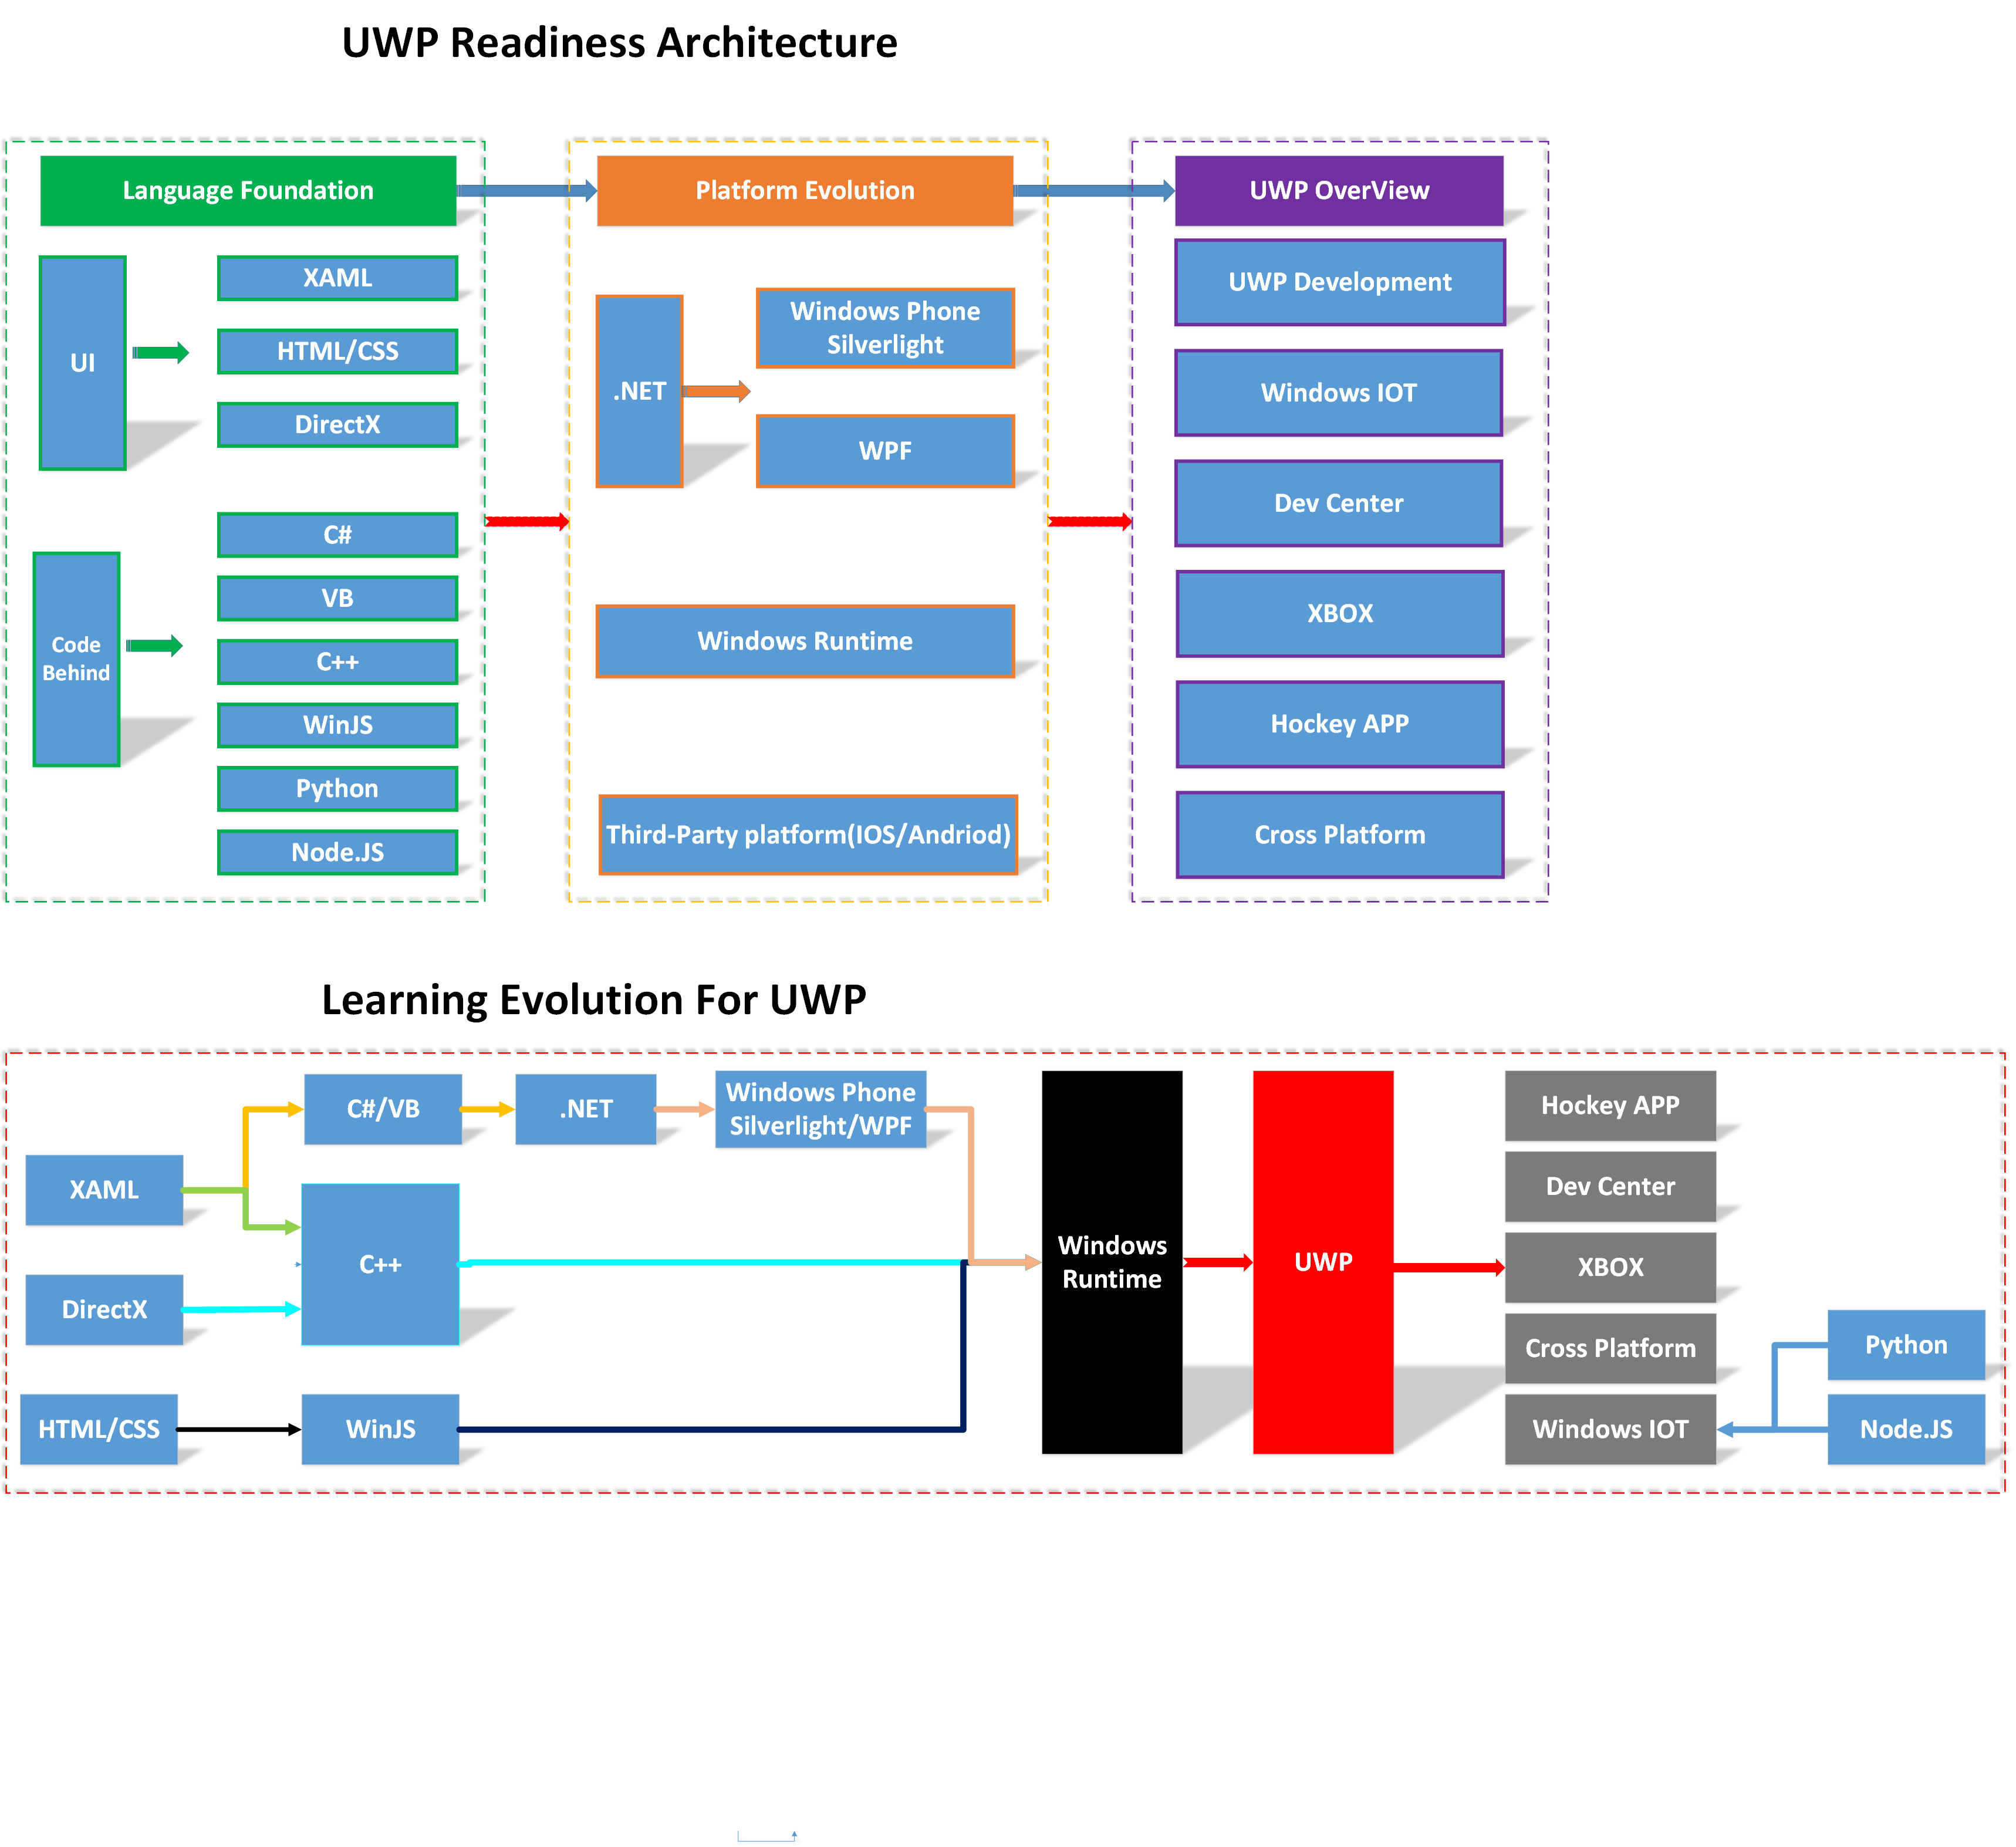 UWP Readiness Architecture
Language Foundation
Platform Evolution
UWP OverView
UI
XAML
HTML/CSS
DirectX
Code
Behind
C#
VB
C++
WinJS
Python
Node.JS
.NET
Windows Phone
Silverlight
WPF
Windows Runtime
Third-Party platform(IOS/Andriod)
UWP Development
Windows IOT
Dev Center
XBOX
Hockey APP
Cross Platform
Learning Evolution For UWP
XAML
DirectX
HTML/CSS
C#/VB
C++
WinJS
.NET
Windows Phone
Silverlight/WPF
Windows
Runtime
UWP
Hockey APP
Dev Center
XBOX
Cross Platform
Windows IOT
Python
Node.JS